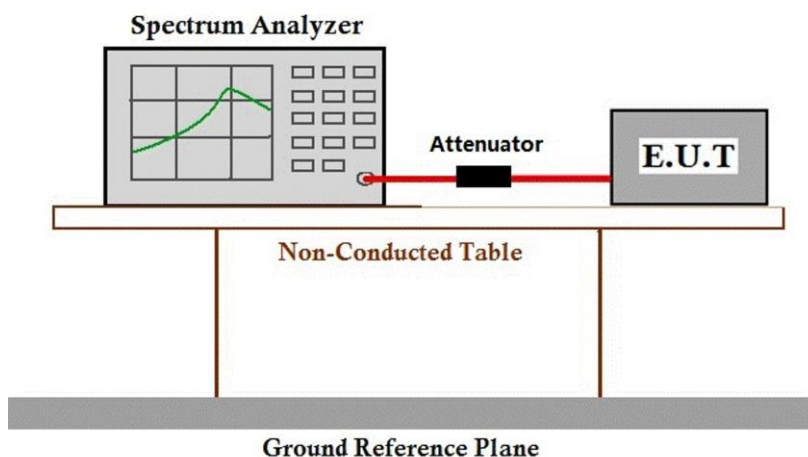 Spectrum Analyzer
Attenuator
E.U.T
Non-Conducted Table
Ground Reference Plane